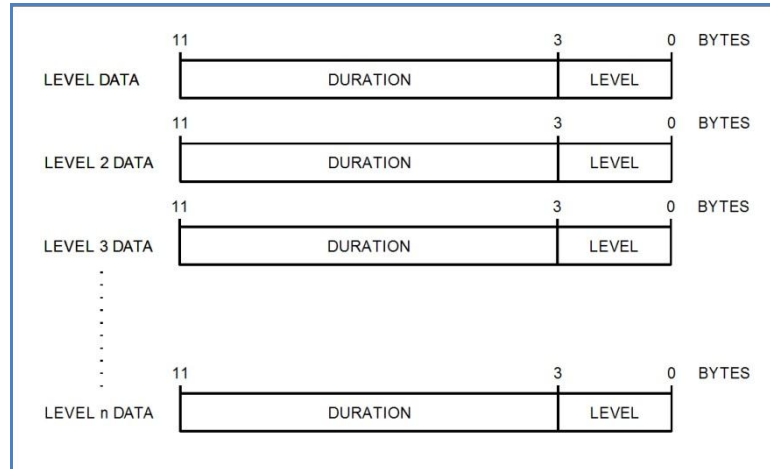 11 3 0 BYTES
LEVEL DATA DURATION LEVEL
11 3 0 BYTES
LEVEL 2 DATA DURATION LEVEL
11 3 0 BYTES
LEVEL 3 DATA DURATION LEVEL
11 3 0 BYTES
LEVEL n DATA DURATION LEVEL